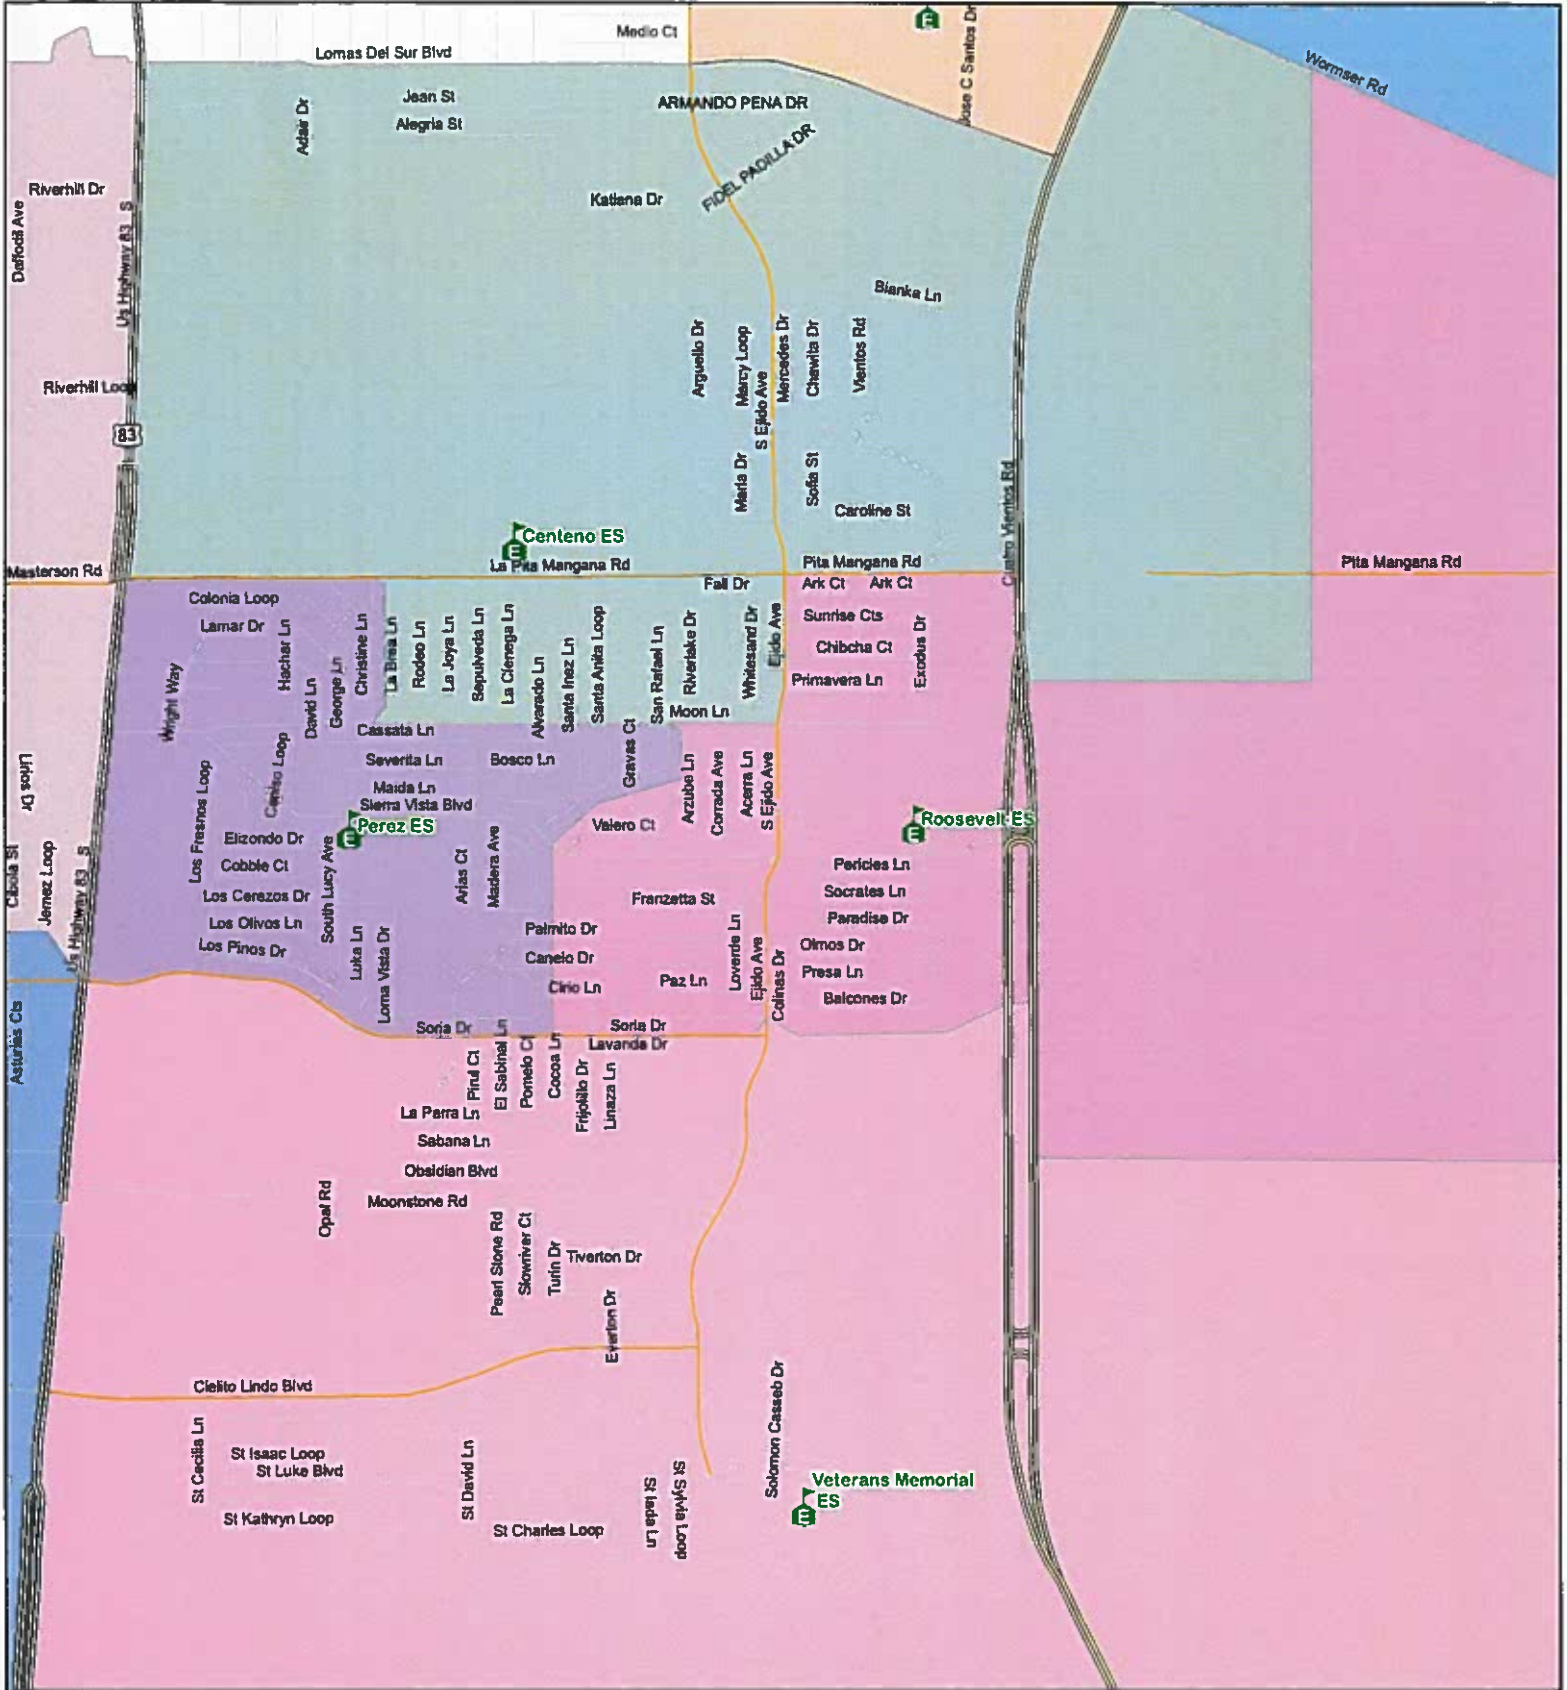 Medio Ct
Lomas Del Sur Blvd
Jose C Santos Dr
E
Wormser Rd
Jean St
Alegria St
Adair Dr
ARMANDO PENA DR
FIDEL PADILLA DR
Riverhill Dr
Daffodil Ave
Katiana Dr
Us Highway 83 S
Bianka Ln
Arguello Dr
Marcy Loop
Mercedes Dr
Chewita Dr
Vientos Rd
S Ejido Ave
Riverhill Loop
83
Maria Dr
Sofia St
Caroline St
Cuatro Vientos Rd
Centeno ES
E
La Pita Mangana Rd
Pita Mangana Rd
Pita Mangana Rd
Masterson Rd
Fall Dr
Ark Ct
Ark Ct
Colonia Loop
Lamar Dr
Hachar Ln
Christine Ln
La Brea Ln
Rodeo Ln
La Joya Ln
Sepulveda Ln
La Cienega Ln
Alvarado Ln
Santa Inez Ln
Santa Anita Loop
San Rafael Ln
Riverlake Dr
Whitesand Dr
Ejido Ave
Sunrise Cts
Chibcha Ct
Exodus Dr
Primavera Ln
Wright Way
David Ln
George Ln
Moon Ln
Cassata Ln
Severita Ln
Bosco Ln
Gravas Ct
Caniso Loop
Maida Ln
Sierra Vista Blvd
Arzube Ln
Corrada Ave
Acerra Ln
S Ejido Ave
Linos Dr
Los Fresnos Loop
Perez ES
E
Valero Ct
Roosevelt ES
E
Elizondo Dr
Cobble Ct
Cibola St
Jemez Loop
Us Highway 83 S
South Lucy Ave
Arias Ct
Madera Ave
Pericles Ln
Socrates Ln
Los Cerezos Dr
Franzetta St
Paradise Dr
Los Olivos Ln
Los Pinos Dr
Luka Ln
Loma Vista Dr
Palmito Dr
Canelo Dr
Cirio Ln
Paz Ln
Loverde Ln
Ejido Ave
Colinas Dr
Olmos Dr
Presa Ln
Balcones Dr
Asturias Cts
Soria Dr
Soria Dr
Lavanda Dr
Pirul Ct
El Sabinal Ln
Pomelo Ct
Cocoa Ln
Frijolillo Dr
Linaza Ln
La Parra Ln
Sabana Ln
Obsidian Blvd
Opal Rd
Moonstone Rd
Pearl Stone Rd
Slowriver Ct
Turin Dr
Tiverton Dr
Everton Dr
Cielito Lindo Blvd
Solomon Casseb Dr
St Cecilia Ln
St Isaac Loop
St Luke Blvd
St David Ln
St Iada Ln
St Sylvia Loop
Veterans Memorial
ES
E
St Kathryn Loop
St Charles Loop